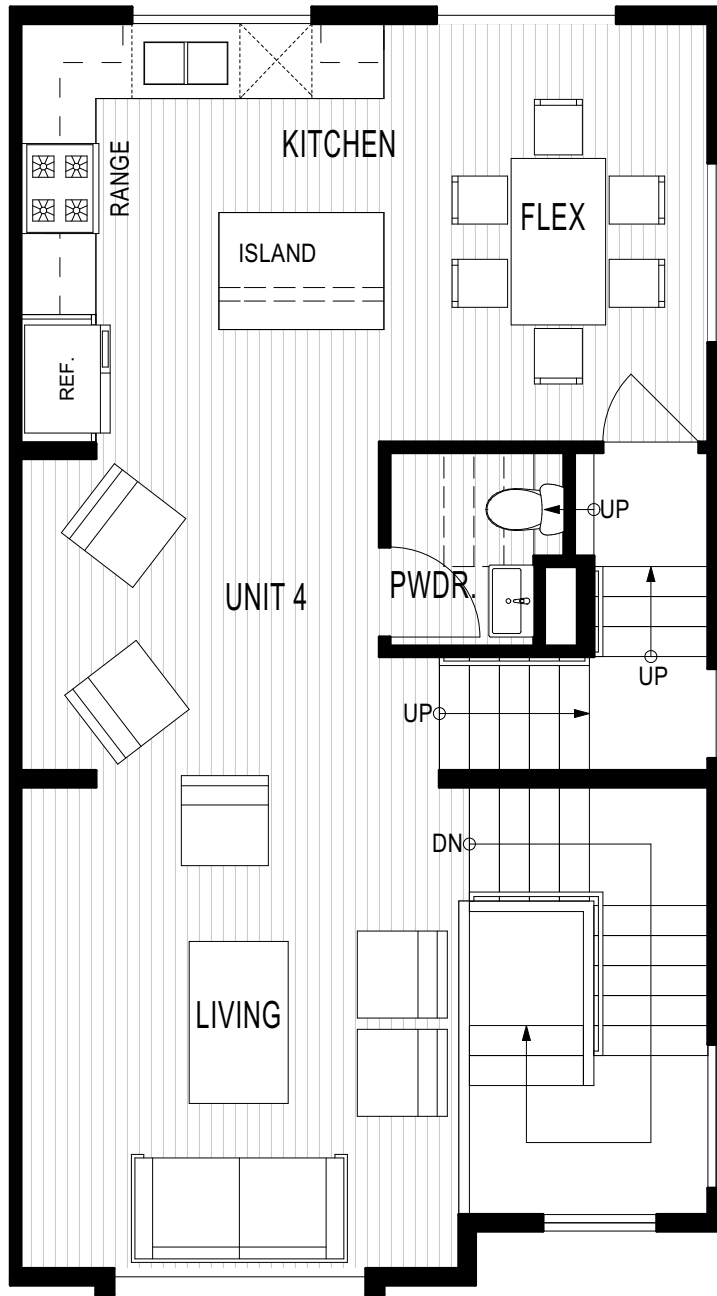 KITCHEN
RANGE
FLEX
ISLAND
REF.
UP
UNIT 4
PWDR.
UP
UP
DN
LIVING